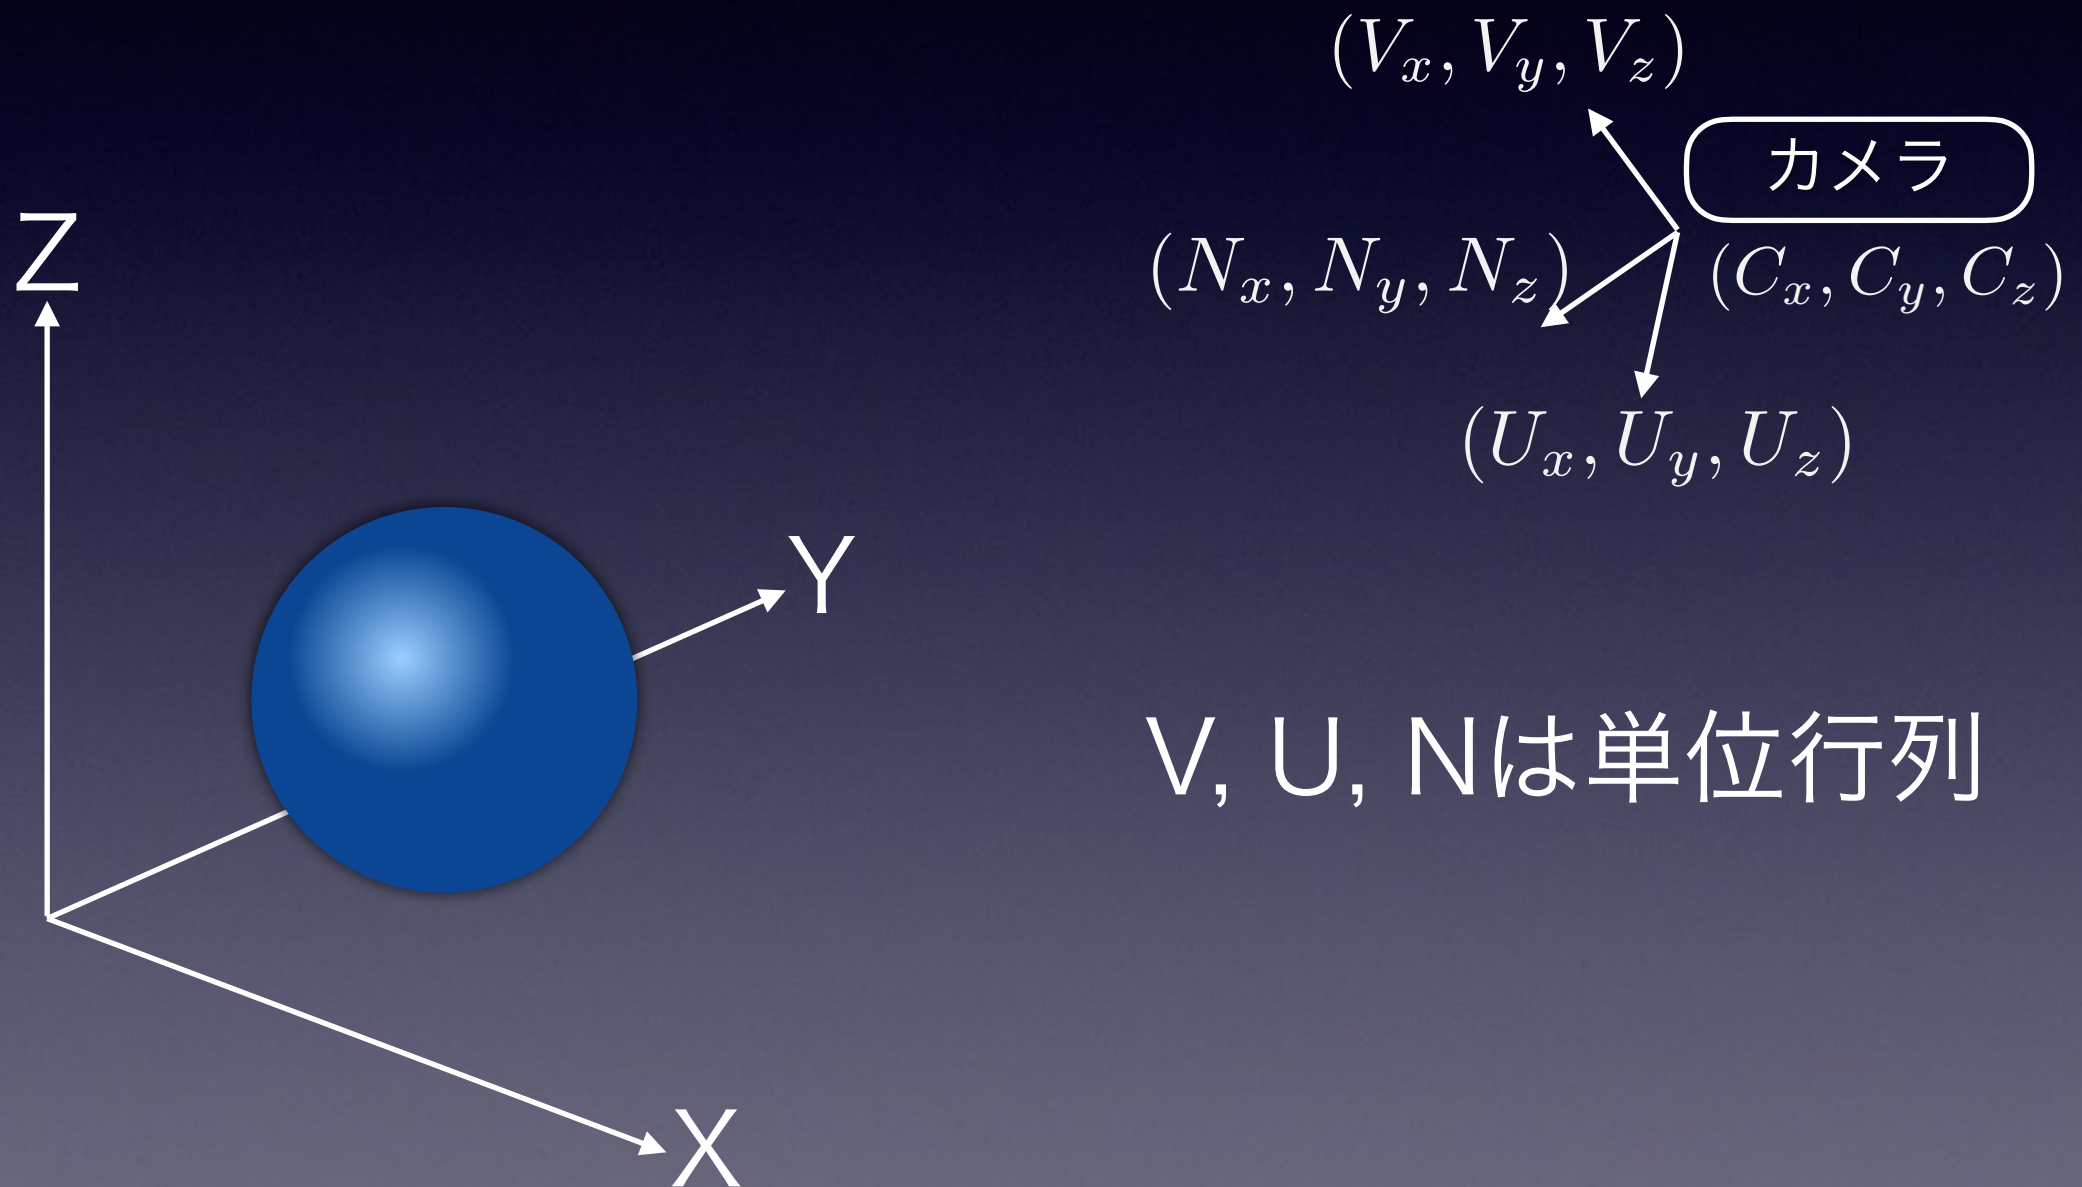 (V_x, V_y, V_z)
カメラ
Z
(N_x, N_y, N_z)
(C_x, C_y, C_z)
(U_x, U_y, U_z)
Y
V, U, Nは単位行列
X